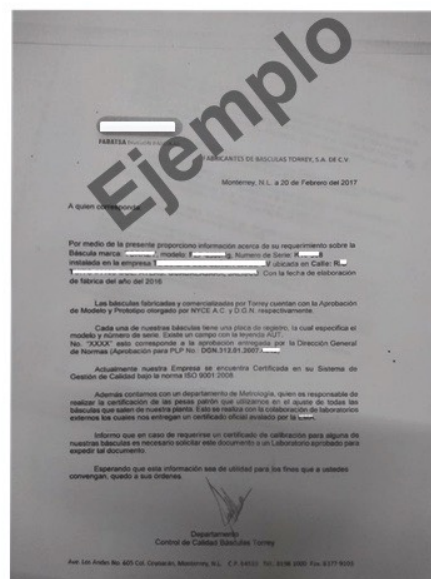 Ejemplo
FABATSA
FABRICANTES DE BÁSCULAS TORREY, S.A. DE C.V.
Monterrey, N.L. a 20 de Febrero del 2017
A quien corresponda:
Por medio de la presente proporciono información acerca de su requerimiento sobre la
Báscula marca: modelo: Numero de Serie:
instalada en la empresa ubicada en Calle:
Con la fecha de elaboración
de fábrica del año del 2016
Las básculas fabricadas y comercializadas por Torrey cuentan con la Aprobación
de Modelo y Prototipo otorgado por NYCE A.C. y D.G.N. respectivamente.
Cada una de nuestras básculas tiene una placa de registro, la cual especifica el
modelo y número de serie. Existe un campo con la leyenda AUT.
No. "XXXX" esto corresponde a la aprobación entregada por la Dirección General
de Normas (Aprobación para PLP No. DGN.312.01.2007.
Actualmente nuestra Empresa se encuentra Certificada en su Sistema de
Gestión de Calidad bajo la norma ISO 9001:2008
Además contamos con un departamento de Metrología, quien es responsable de
realizar la certificación de las pesas patrón que utilizamos en el ajuste de todas las
básculas que salen de nuestra planta. Esto se realiza con la colaboración de laboratorios
externos los cuales nos entregan un certificado oficial avalado por la
Informo que en caso de requerirse un certificado de calibración para alguna de
nuestras básculas es necesario solicitar este documento a un Laboratorio aprobado para
expedir tal documento.
Esperando que esta información sea de utilidad para los fines que a ustedes
convengan, quedo a sus órdenes.
Departamento
Control de Calidad Básculas Torrey
Ave. Los Andes No. 605 Col. Monterrey, N.L. C.P.